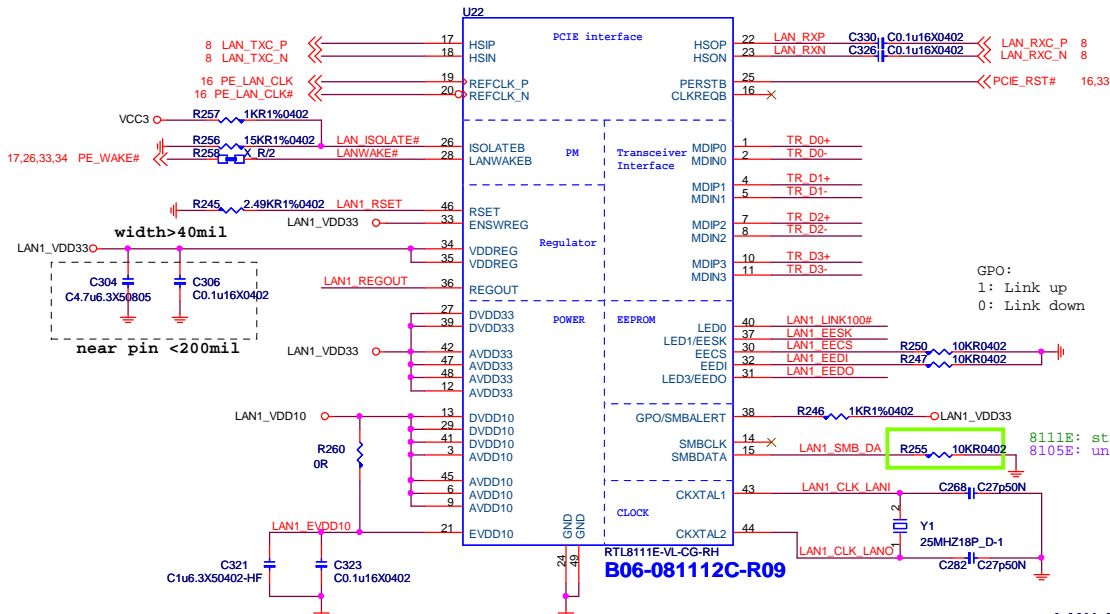 U22
PCIE interface
8 LAN_TXC_P
8 LAN_TXC_N
17 HSIP
18 HSIN
HSOP 22 LAN_RXP C330 C0.1u16X0402 LAN_RXC_P 8
HSON 23 LAN_RXN C326 C0.1u16X0402 LAN_RXC_N 8
16 PE_LAN_CLK 19 REFCLK_P
16 PE_LAN_CLK# 20 REFCLK_N
PERSTB 25 PCIE_RST# 16,33
CLKREQB 16
VCC3 R257 1KR1%0402
R256 15KR1%0402 LAN_ISOLATE# 26 ISOLATEB
17,26,33,34 PE_WAKE# R258 X_R/2 LANWAKE# 28 LANWAKEB
PM
Transceiver
Interface
MDIP0 1 TR_D0+
MDIN0 2 TR_D0-
MDIP1 4 TR_D1+
MDIN1 5 TR_D1-
MDIP2 7 TR_D2+
MDIN2 8 TR_D2-
MDIP3 10 TR_D3+
MDIN3 11 TR_D3-
R245 2.49KR1%0402 LAN1_RSET 46 RSET
LAN1_VDD33 33 ENSWREG
width>40mil
Regulator
LAN1_VDD33 34 VDDREG
35 VDDREG
C304
C4.7u6.3X50805
C306
C0.1u16X0402
near pin <200mil
LAN1_REGOUT 36 REGOUT
GPO:
1: Link up
0: Link down
POWER
EEPROM
27 DVDD33
39 DVDD33
LAN1_VDD33 42 AVDD33
47 AVDD33
48 AVDD33
12 AVDD33
LED0 40 LAN1_LINK100#
LED1/EESK 37 LAN1_EESK
EECS 30 LAN1_EECS R250 10KR0402
EEDI 32 LAN1_EEDI R247 10KR0402
LED3/EEDO 31 LAN1_EEDO
LAN1_VDD10 13 DVDD10
29 DVDD10
41 DVDD10
3 AVDD10
45 AVDD10
6 AVDD10
9 AVDD10
R260
0R
GPO/SMBALERT 38 R246 1KR1%0402 LAN1_VDD33
SMBCLK 14
SMBDATA 15 LAN1_SMB_DA R255 10KR0402
8111E: st
8105E: un
CLOCK
CKXTAL1 43 LAN1_CLK_LANI C268 C27p50N
2
Y1
25MHZ18P_D-1
1
CKXTAL2 44 LAN1_CLK_LANO C282 C27p50N
LAN1_EVDD10 21 EVDD10
C321
C1u6.3X50402-HF
C323
C0.1u16X0402
GND
GND
24
49
RTL8111E-VL-CG-RH
B06-081112C-R09